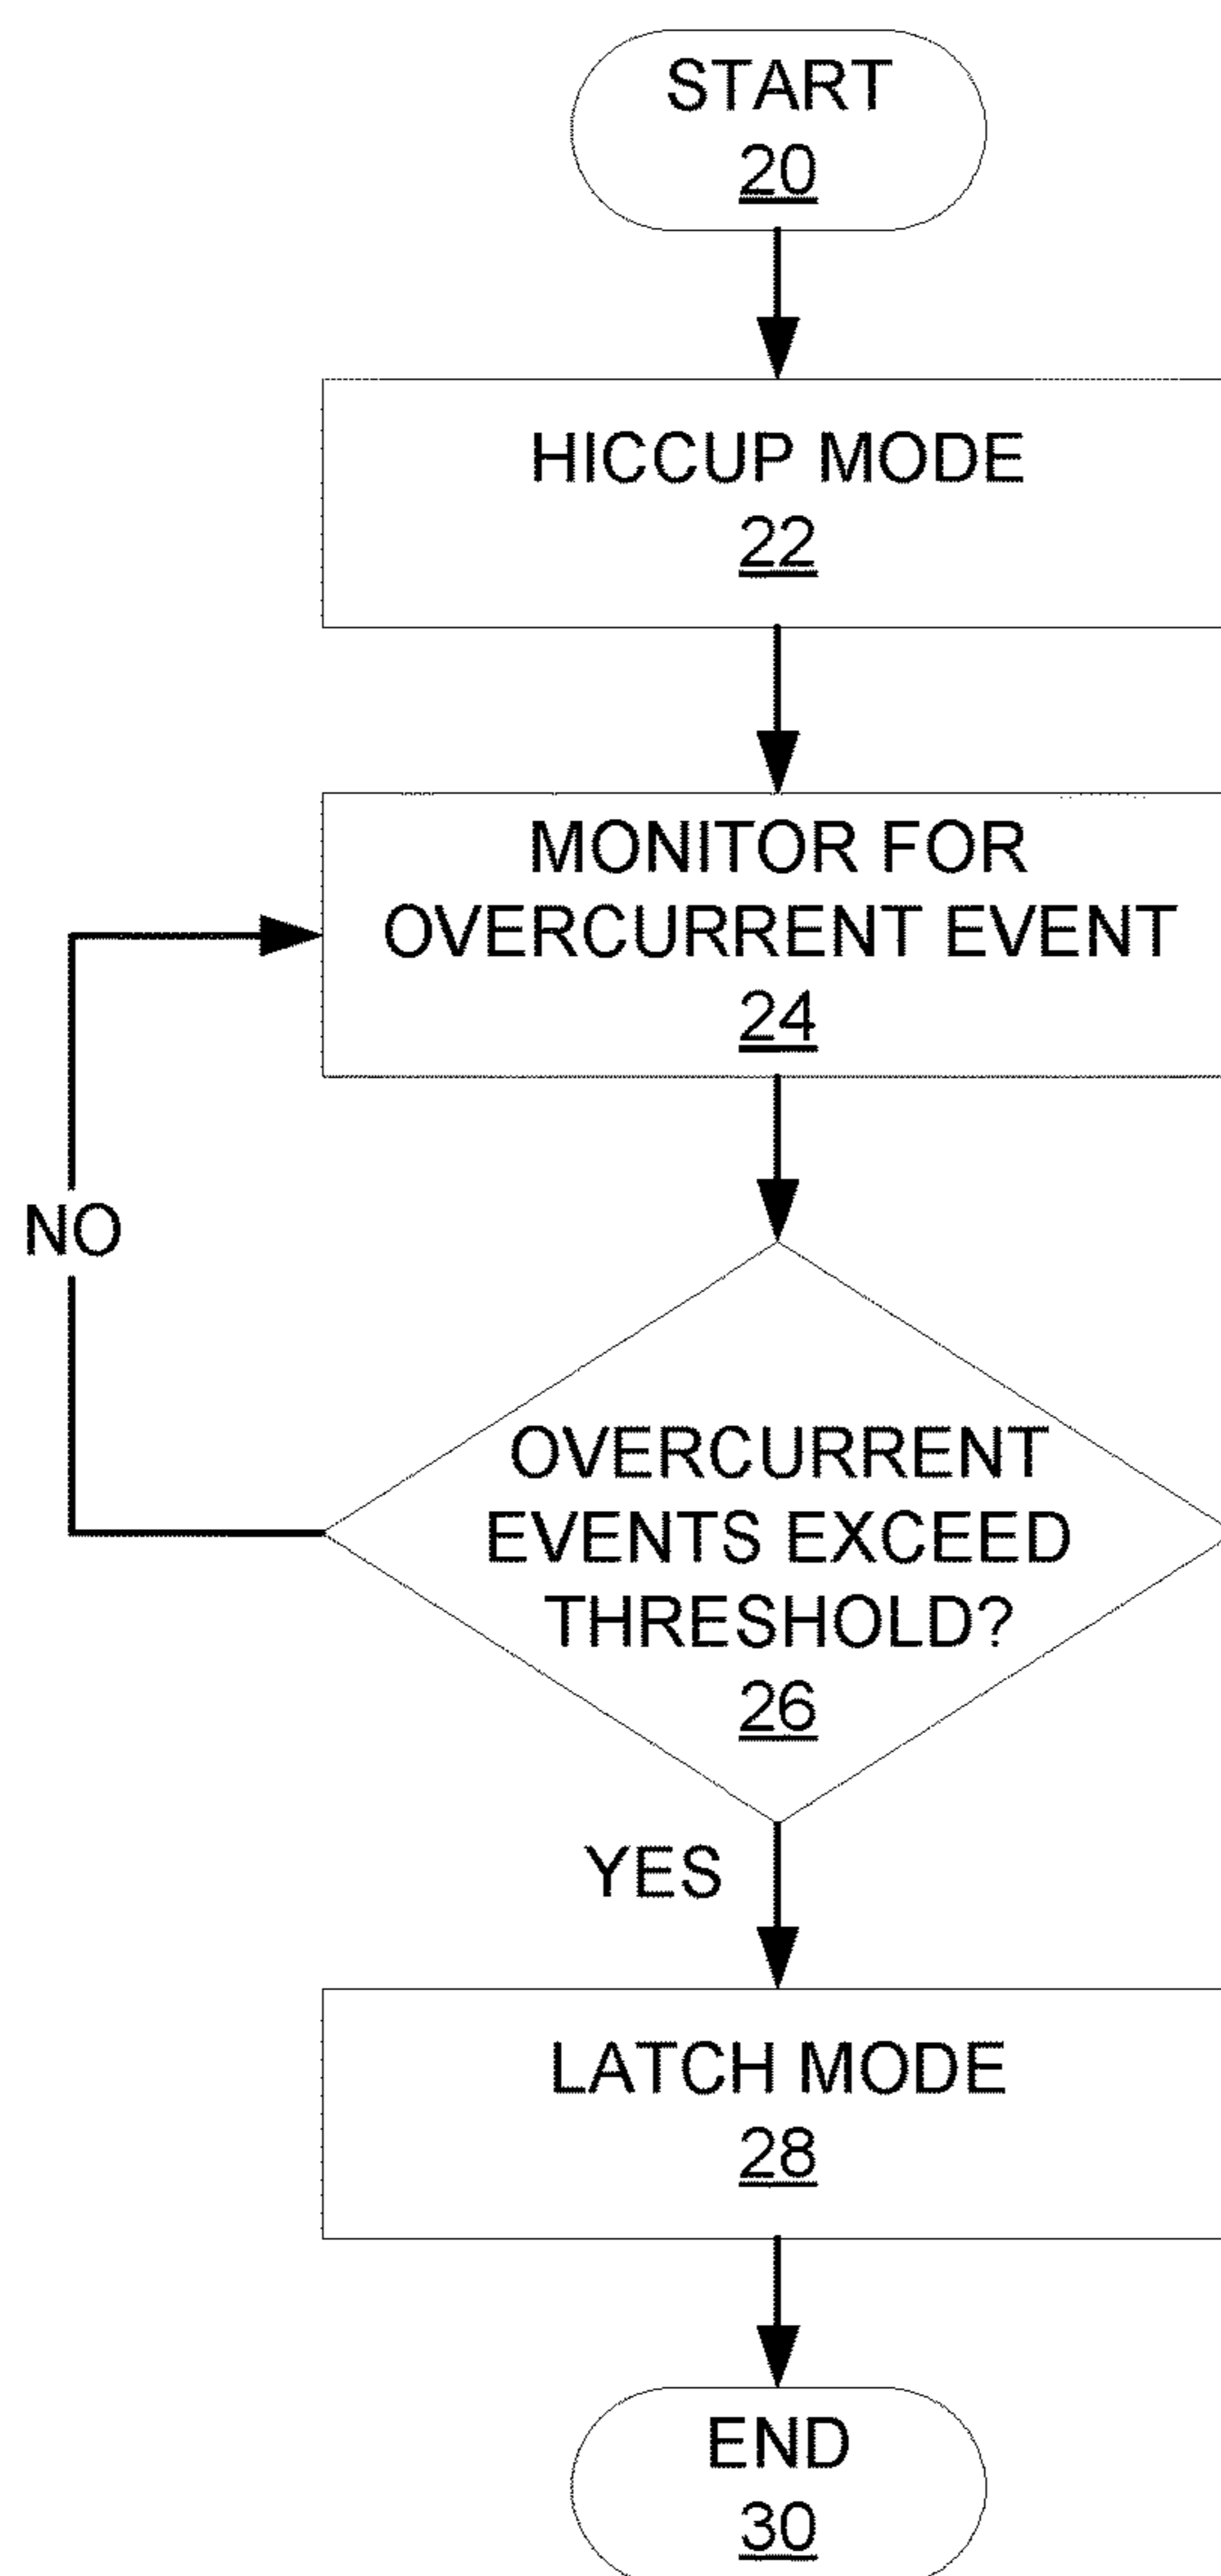 START
20
HICCUP MODE
22
MONITOR FOR
OVERCURRENT EVENT
24
NO
OVERCURRENT
EVENTS EXCEED
THRESHOLD?
26
YES
LATCH MODE
28
END
30